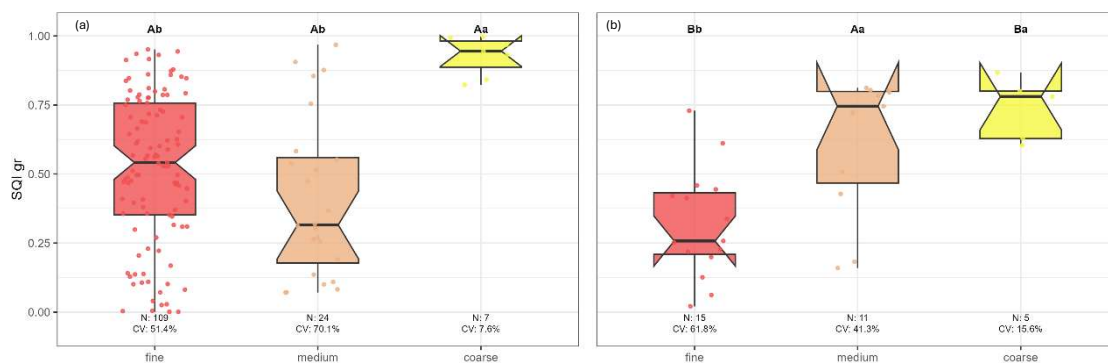 (a)
Ab
Ab
Aa
(b)
Bb
Aa
Ba
1.00
0.75
0.50
0.25
0.00
SQI gr
N: 109
CV: 51.4%
N: 24
CV: 70.1%
N: 7
CV: 7.6%
N: 15
CV: 61.8%
N: 11
CV: 41.3%
N: 5
CV: 15.6%
fine
medium
coarse
fine
medium
coarse